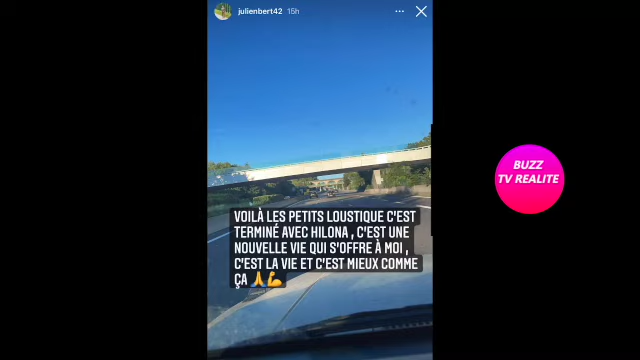 julienbert42 15h
VOILÀ LES PETITS LOUSTIQUE C'EST
TERMINÉ AVEC HILONA , C'EST UNE
NOUVELLE VIE QUI S'OFFRE À MOI ,
C'EST LA VIE ET C'EST MIEUX COMME
ÇA 🙏💪
BUZZ
TV REALITE